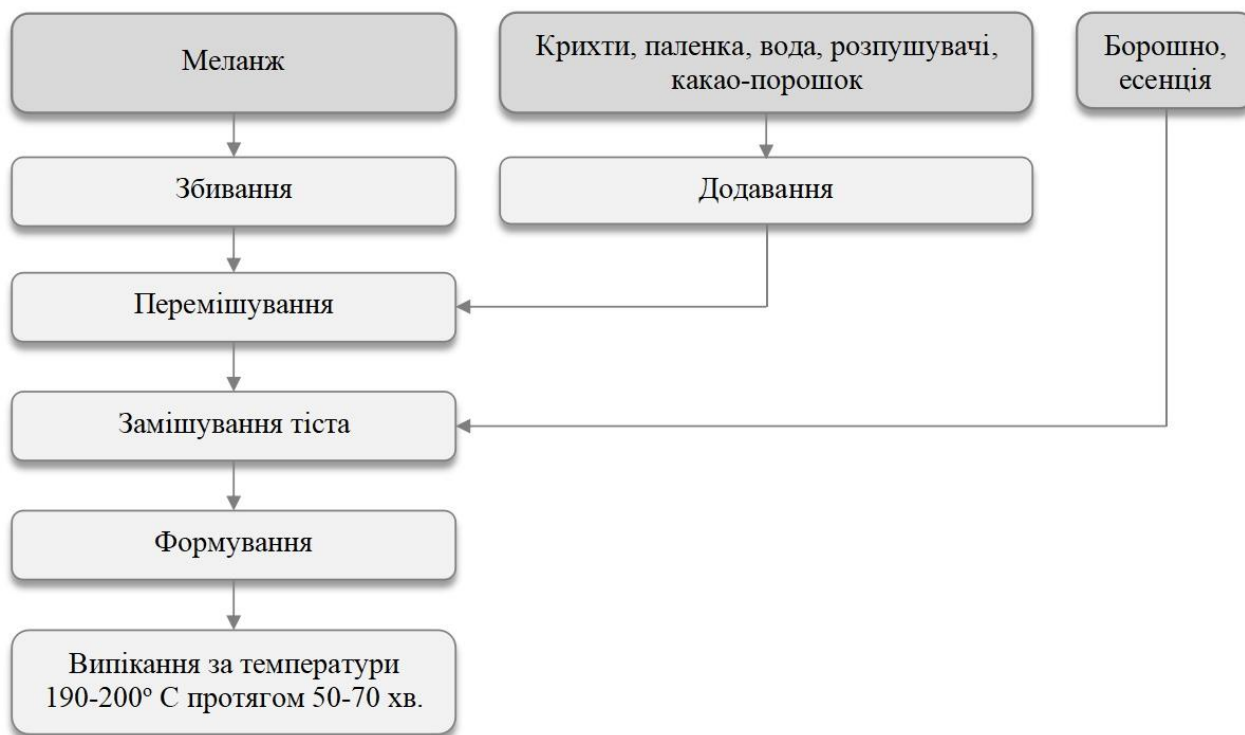 Меланж
Крихти, паленка, вода, розпушувачі,
какао-порошок
Борошно,
есенція
Збивання
Додавання
Перемішування
Замішування тіста
Формування
Випікання за температури
190-200º С протягом 50-70 хв.